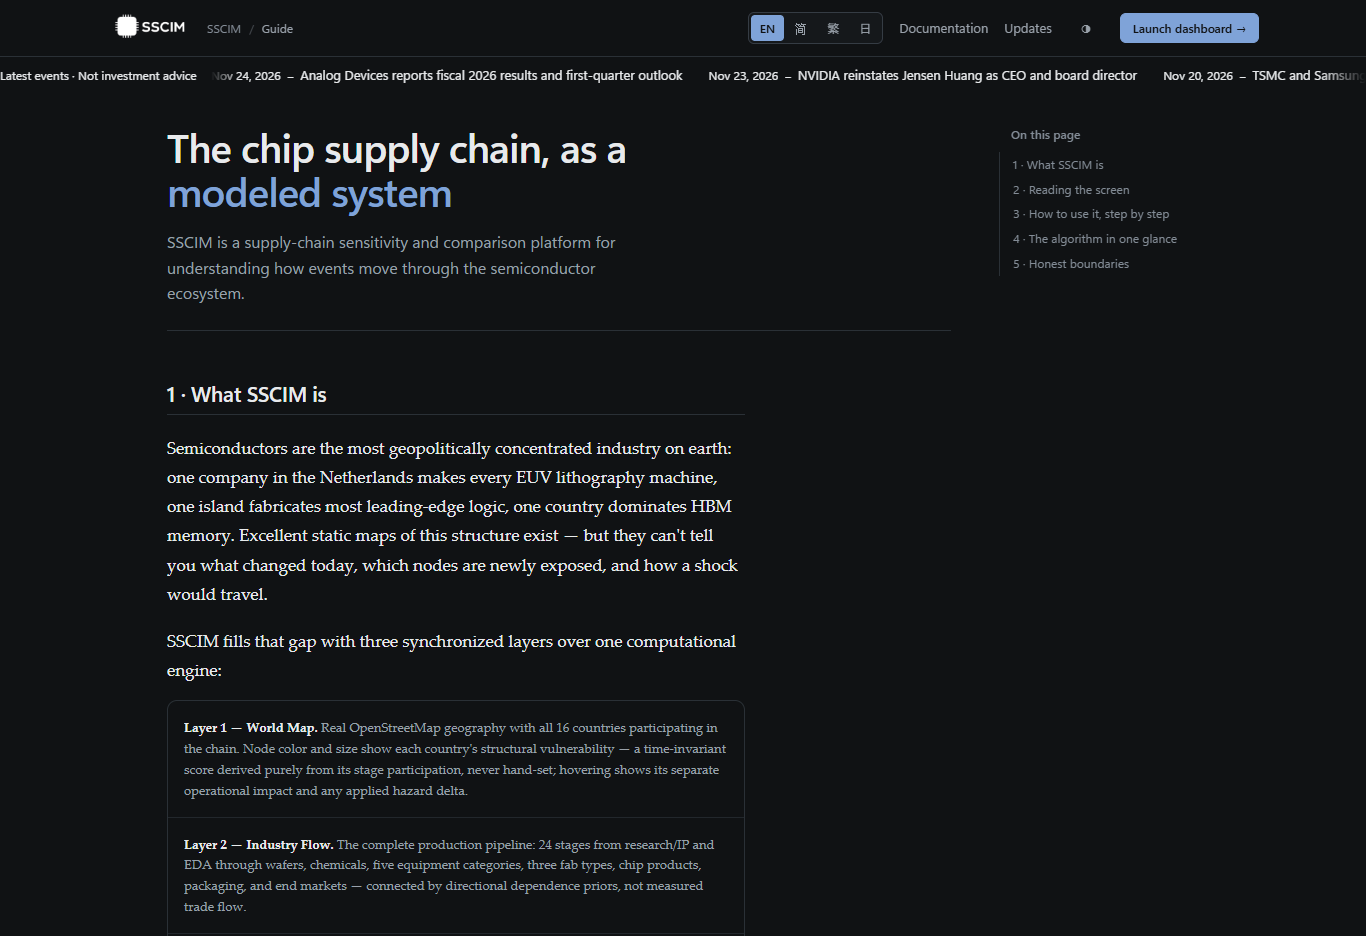 SSCIM
SSCIM / Guide
EN 简 繁 日
Documentation Updates
Launch dashboard →
Latest events · Not investment advice
Nov 24, 2026 – Analog Devices reports fiscal 2026 results and first-quarter outlook
Nov 23, 2026 – NVIDIA reinstates Jensen Huang as CEO and board director
Nov 20, 2026 – TSMC and Samsun
The chip supply chain, as a
modeled system
SSCIM is a supply-chain sensitivity and comparison platform for
understanding how events move through the semiconductor
ecosystem.
On this page
1 · What SSCIM is
2 · Reading the screen
3 · How to use it, step by step
4 · The algorithm in one glance
5 · Honest boundaries
1 · What SSCIM is
Semiconductors are the most geopolitically concentrated industry on earth:
one company in the Netherlands makes every EUV lithography machine,
one island fabricates most leading-edge logic, one country dominates HBM
memory. Excellent static maps of this structure exist — but they can't tell
you what changed today, which nodes are newly exposed, and how a shock
would travel.
SSCIM fills that gap with three synchronized layers over one computational
engine:
Layer 1 — World Map. Real OpenStreetMap geography with all 16 countries participating in
the chain. Node color and size show each country's structural vulnerability — a time-invariant
score derived purely from its stage participation, never hand-set; hovering shows its separate
operational impact and any applied hazard delta.
Layer 2 — Industry Flow. The complete production pipeline: 24 stages from research/IP and
EDA through wafers, chemicals, five equipment categories, three fab types, chip products,
packaging, and end markets — connected by directional dependence priors, not measured
trade flow.